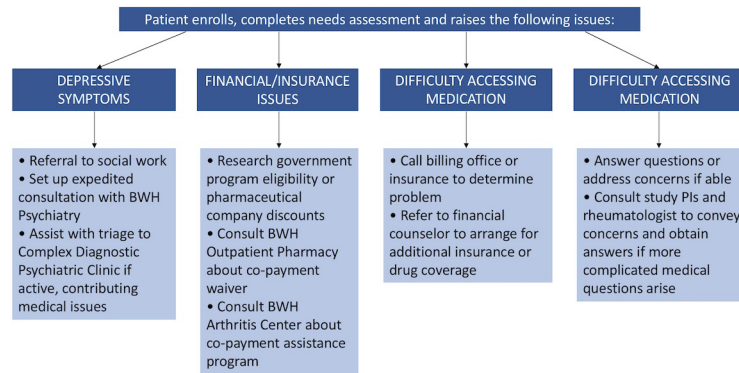 Patient enrolls, completes needs assessment and raises the following issues:
DEPRESSIVE
SYMPTOMS
• Referral to social work
• Set up expedited
consultation with BWH
Psychiatry
• Assist with triage to
Complex Diagnostic
Psychiatric Clinic if
active, contributing
medical issues
FINANCIAL/INSURANCE
ISSUES
• Research government
program eligibility or
pharmaceutical
company discounts
• Consult BWH
Outpatient Pharmacy
about co-payment
waiver
• Consult BWH
Arthritis Center about
co-payment assistance
program
DIFFICULTY ACCESSING
MEDICATION
• Call billing office or
insurance to determine
problem
• Refer to financial
counselor to arrange for
additional insurance or
drug coverage
DIFFICULTY ACCESSING
MEDICATION
• Answer questions or
address concerns if able
• Consult study PIs and
rheumatologist to convey
concerns and obtain
answers if more
complicated medical
questions arise